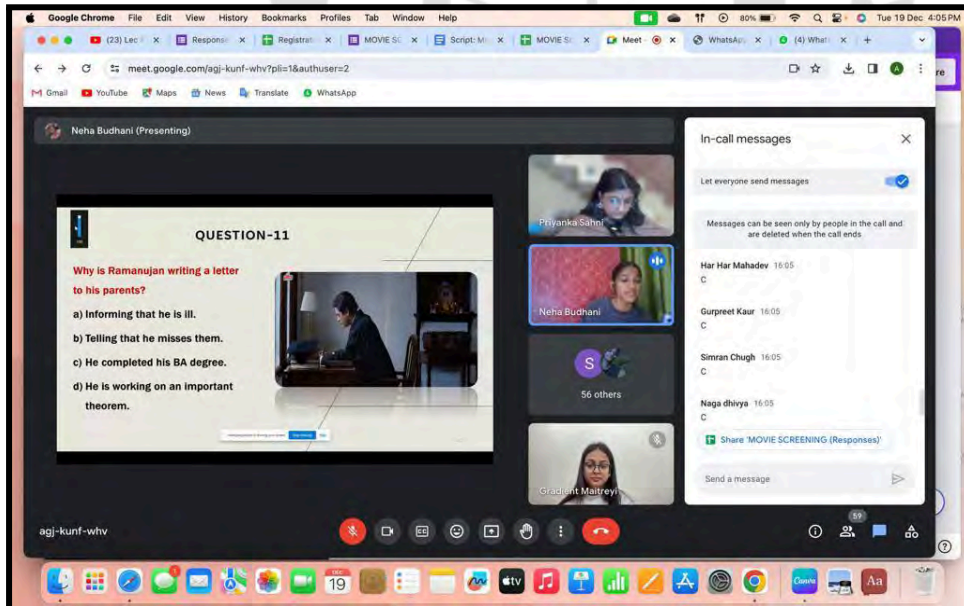 Google Chrome File Edit View History Bookmarks Profiles Tab Window Help 80% Tue 19 Dec 4:05 PM
(23) Lec Respons Registrat MOVIE SC Script: M MOVIE S Meet - WhatsAp (4) What
meet.google.com/agj-kunf-whv?pli=1&authuser=2
Gmail YouTube Maps News Translate WhatsApp
Neha Budhani (Presenting)
QUESTION-11
Why is Ramanujan writing a letter
to his parents?
a) Informing that he is ill.
b) Telling that he misses them.
c) He completed his BA degree.
d) He is working on an important
theorem.
Priyanka Sahni
Neha Budhani
S
56 others
Gradient Maitreyi
In-call messages
Let everyone send messages
Messages can be seen only by people in the call and
are deleted when the call ends
Har Har Mahadev 16:05
C
Gurpreet Kaur 16:05
C
Simran Chugh 16:05
C
Naga dhivya 16:05
C
Share 'MOVIE SCREENING (Responses)'
Send a message
agj-kunf-whv
CC
59
DEC
19
tv
Canva
Aa